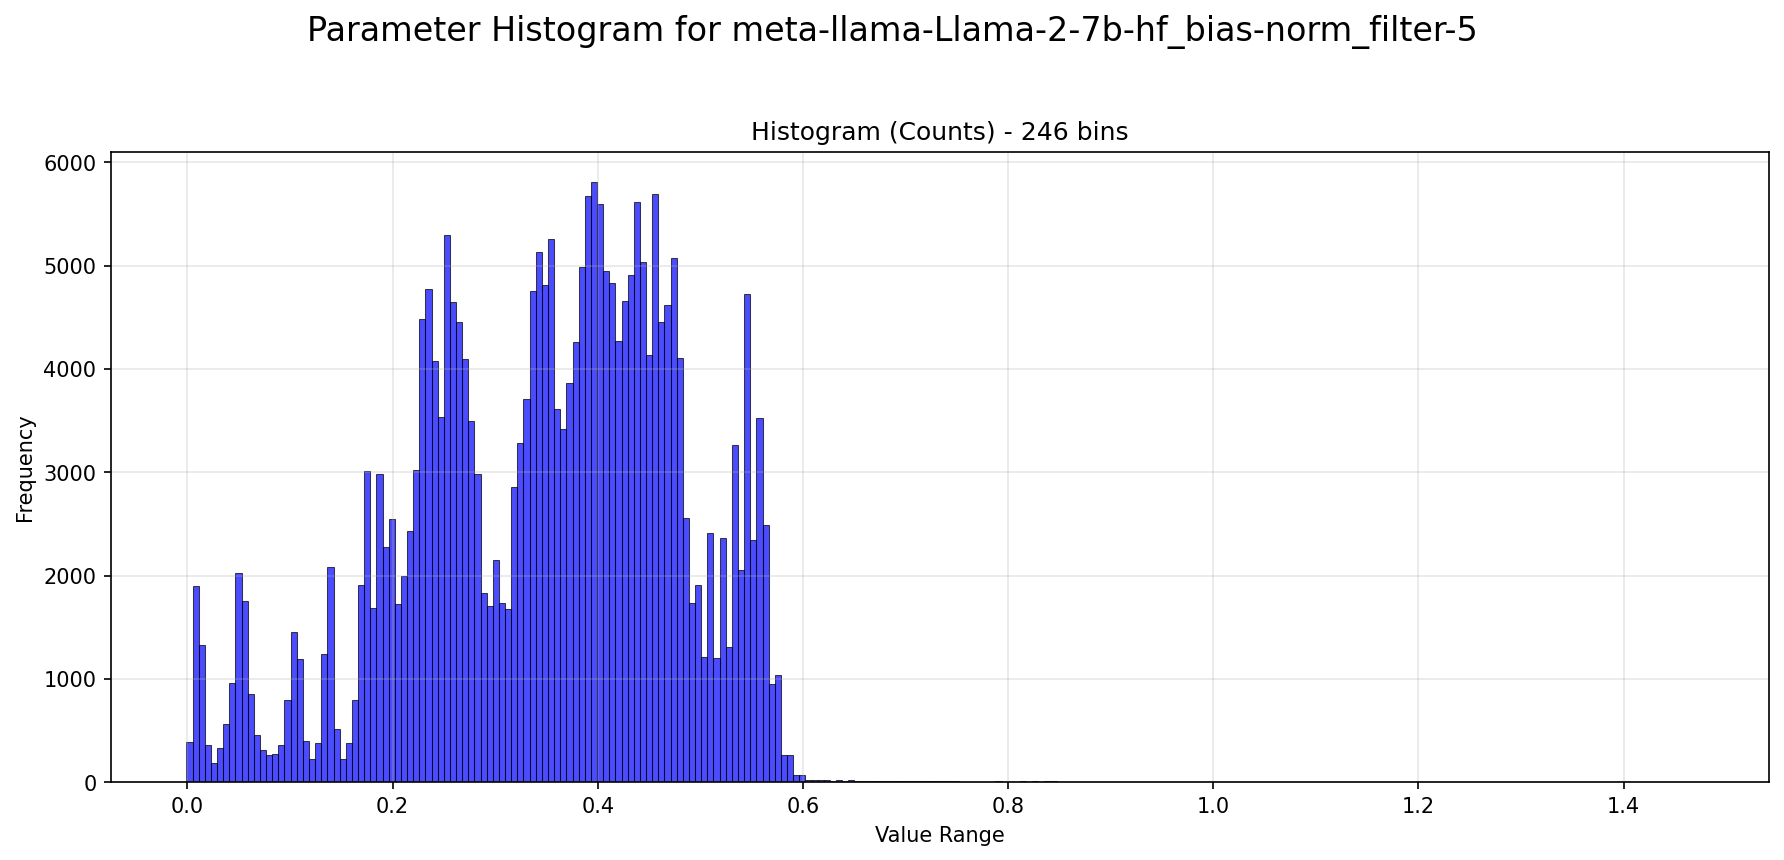 Parameter Histogram for meta-llama-Llama-2-7b-hf_bias-norm_filter-5
Histogram (Counts) - 246 bins
6000
5000
4000
3000
2000
1000
0
Frequency
0.0 0.2 0.4 0.6 0.8 1.0 1.2 1.4
Value Range